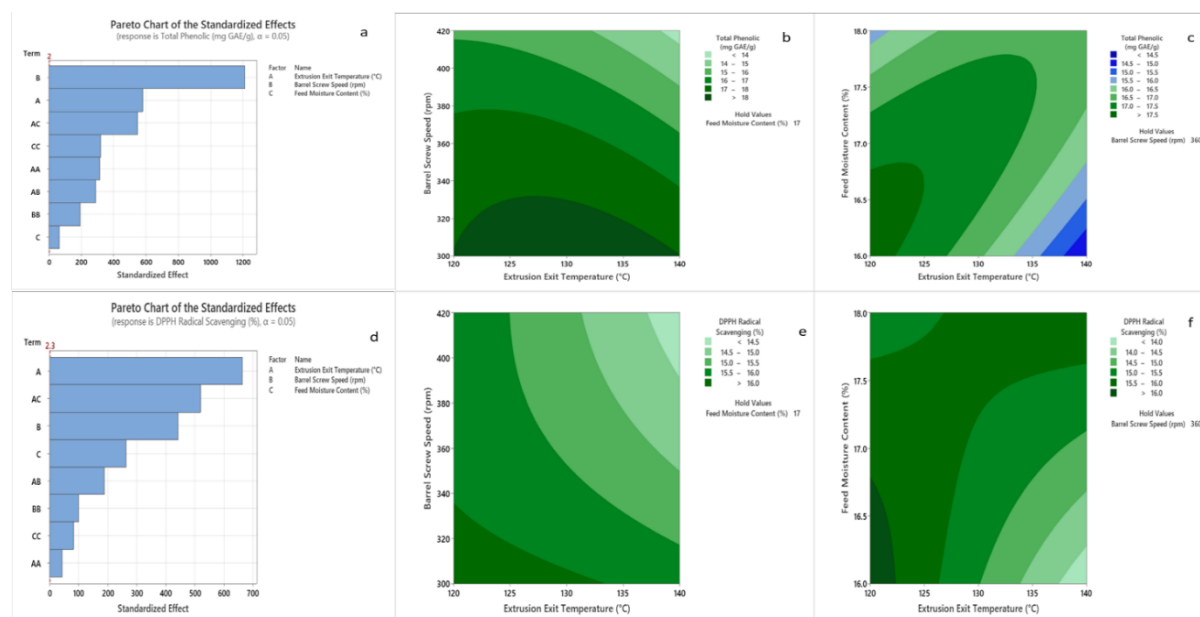 Pareto Chart of the Standardized Effects
(response is Total Phenolic (mg GAE/g), α = 0.05)
a
Term
2
B
A
AC
CC
AA
AB
BB
C
0 200 400 600 800 1000 1200
Standardized Effect
Factor Name
A Extrusion Exit Temperature (°C)
B Barrel Screw Speed (rpm)
C Feed Moisture Content (%)
b
420
400
380
360
340
320
300
Barrel Screw Speed (rpm)
120 125 130 135 140
Extrusion Exit Temperature (°C)
Total Phenolic
(mg GAE/g)
< 14
14 – 15
15 – 16
16 – 17
17 – 18
> 18
Hold Values
Feed Moisture Content (%) 17
c
18.0
17.5
17.0
16.5
16.0
Feed Moisture Content (%)
120 125 130 135 140
Extrusion Exit Temperature (°C)
Total Phenolic
(mg GAE/g)
< 14.5
14.5 – 15.0
15.0 – 15.5
15.5 – 16.0
16.0 – 16.5
16.5 – 17.0
17.0 – 17.5
> 17.5
Hold Values
Barrel Screw Speed (rpm) 360
Pareto Chart of the Standardized Effects
(response is DPPH Radical Scavenging (%), α = 0.05)
d
Term
2.3
A
AC
B
C
AB
BB
CC
AA
0 100 200 300 400 500 600 700
Standardized Effect
Factor Name
A Extrusion Exit Temperature (°C)
B Barrel Screw Speed (rpm)
C Feed Moisture Content (%)
e
420
400
380
360
340
320
300
Barrel Screw Speed (rpm)
120 125 130 135 140
Extrusion Exit Temperature (°C)
DPPH Radical
Scavenging (%)
< 14.5
14.5 – 15.0
15.0 – 15.5
15.5 – 16.0
> 16.0
Hold Values
Feed Moisture Content (%) 17
f
18.0
17.5
17.0
16.5
16.0
Feed Moisture Content (%)
120 125 130 135 140
Extrusion Exit Temperature (°C)
DPPH Radical
Scavenging (%)
< 14.0
14.0 – 14.5
14.5 – 15.0
15.0 – 15.5
15.5 – 16.0
> 16.0
Hold Values
Barrel Screw Speed (rpm) 360